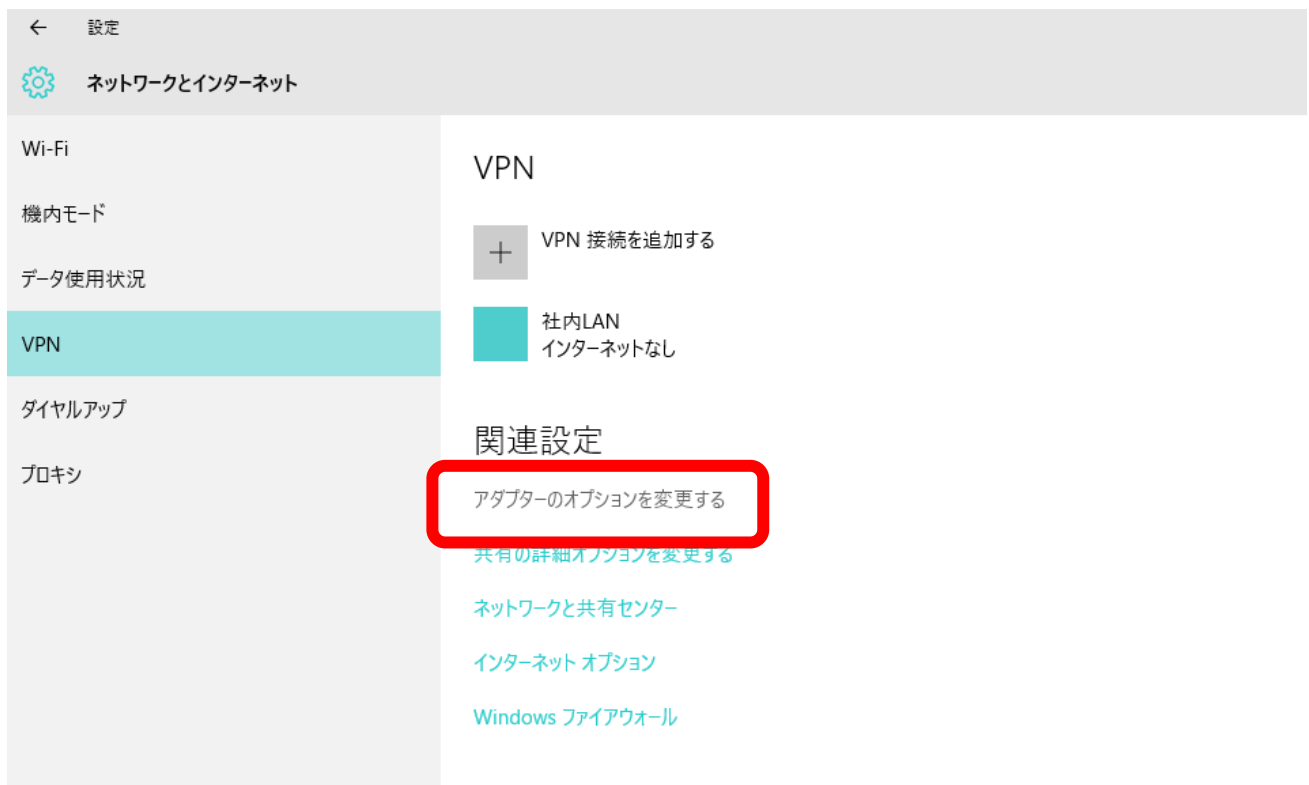 ← 設定
ネットワークとインターネット
Wi-Fi
機内モード
データ使用状況
VPN
ダイヤルアップ
プロキシ
VPN
VPN 接続を追加する
社内LAN
インターネットなし
関連設定
アダプターのオプションを変更する
共有の詳細オプションを変更する
ネットワークと共有センター
インターネット オプション
Windows ファイアウォール